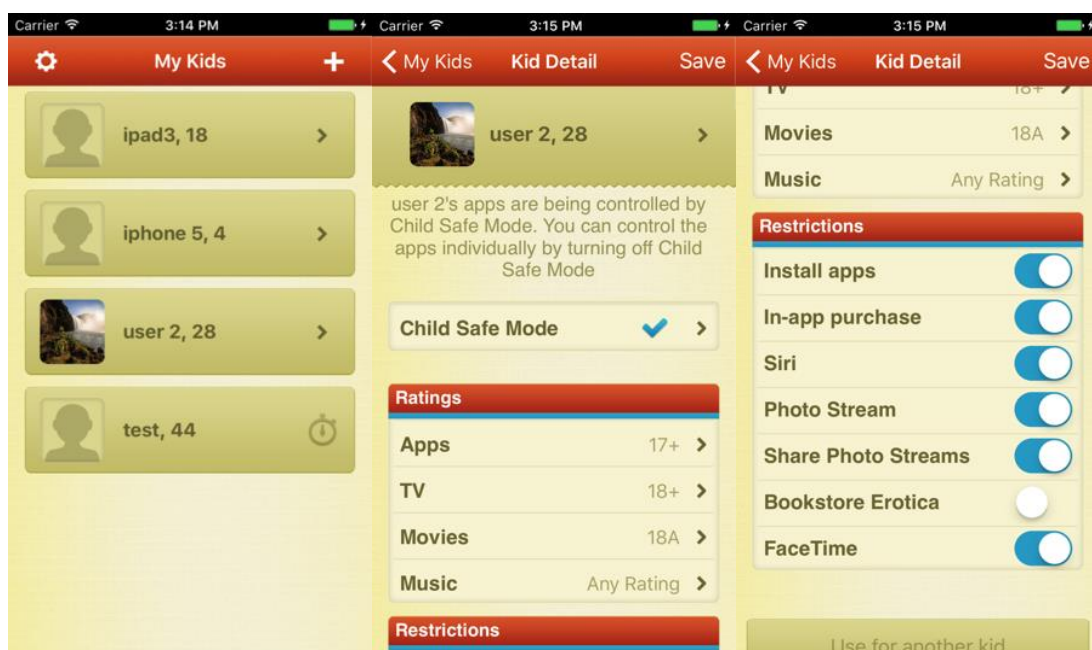 Carrier 3:14 PM
My Kids +
ipad3, 18
iphone 5, 4
user 2, 28
test, 44
Carrier 3:15 PM
My Kids Kid Detail Save
user 2, 28
user 2's apps are being controlled by
Child Safe Mode. You can control the
apps individually by turning off Child
Safe Mode
Child Safe Mode
Ratings
Apps 17+
TV 18+
Movies 18A
Music Any Rating
Restrictions
Carrier 3:15 PM
My Kids Kid Detail Save
TV 18+
Movies 18A
Music Any Rating
Restrictions
Install apps
In-app purchase
Siri
Photo Stream
Share Photo Streams
Bookstore Erotica
FaceTime
Use for another kid